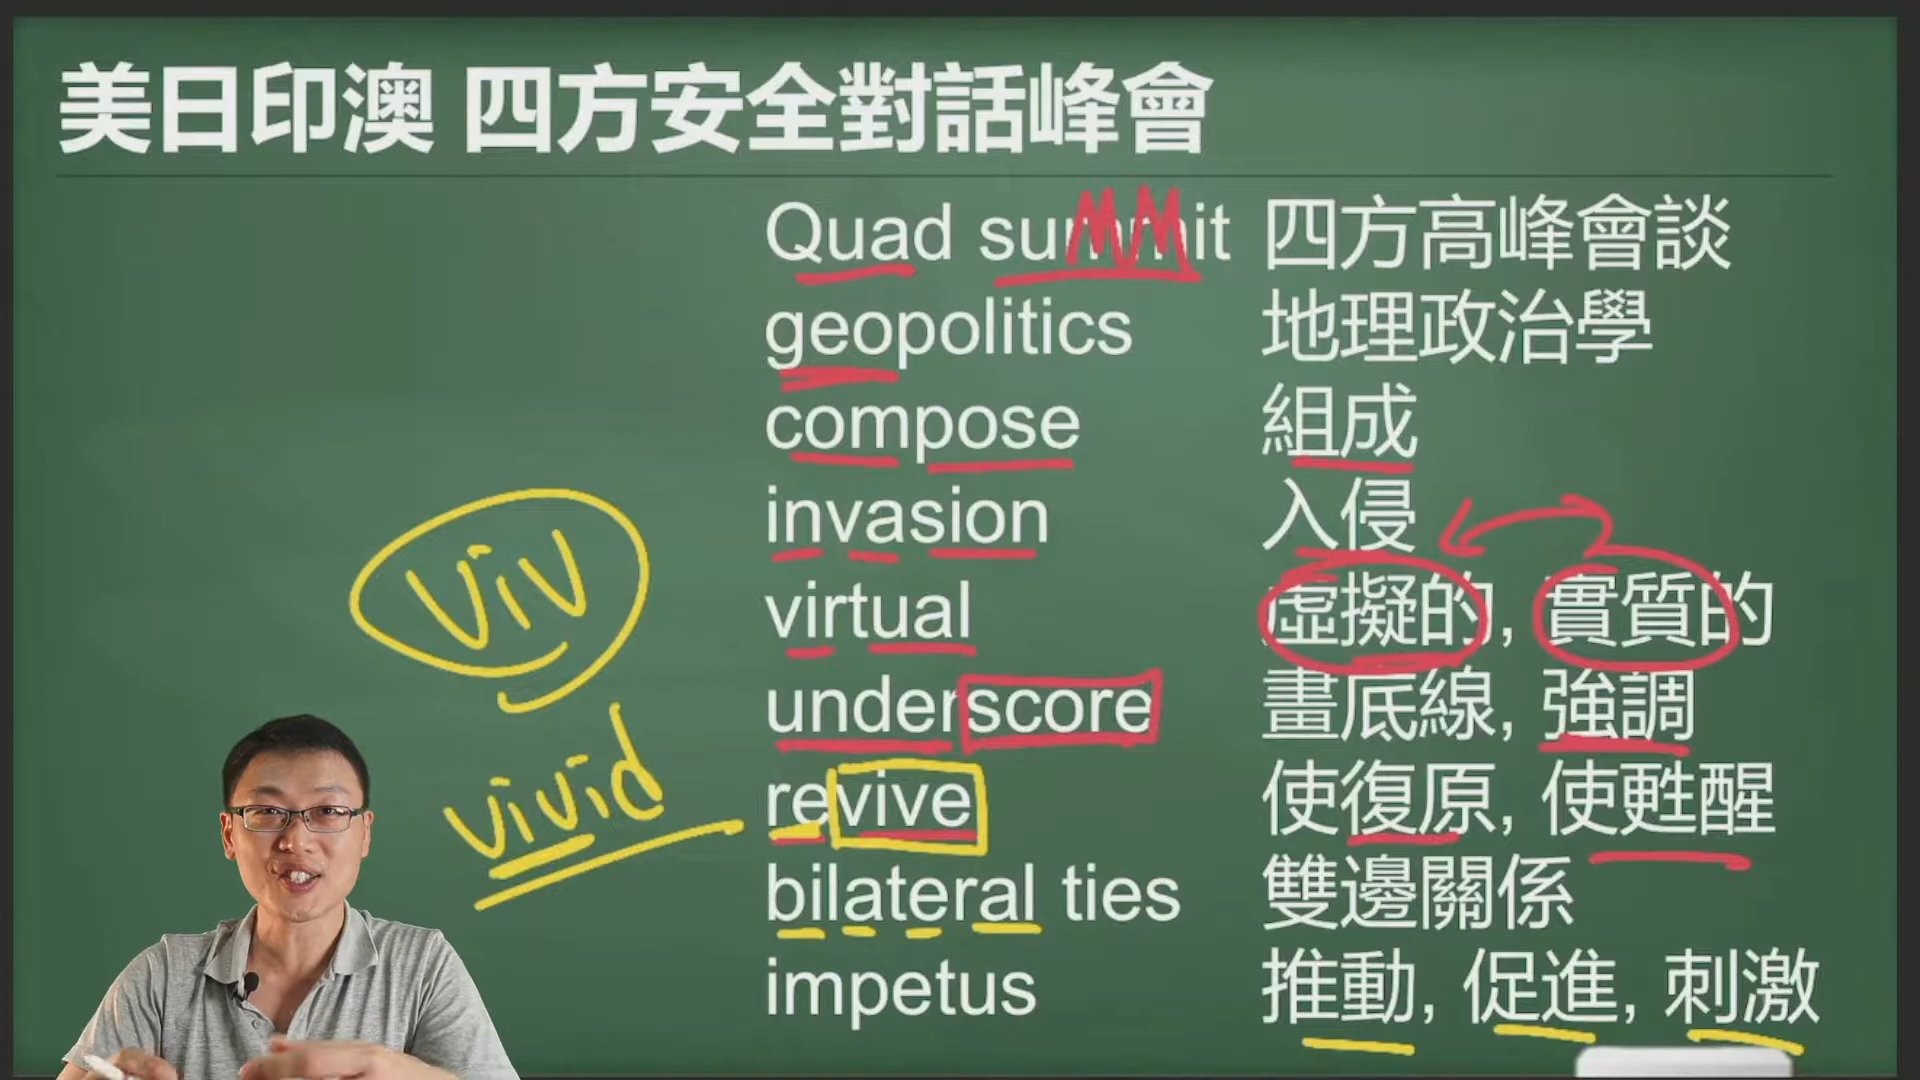 美日印澳 四方安全對話峰會
Quad summit 四方高峰會談
MM
geopolitics 地理政治學
compose 組成
invasion 入侵
viv
virtual 虛擬的, 實質的
underscore 畫底線, 強調
vivid
revive 使復原, 使甦醒
bilateral ties 雙邊關係
impetus 推動, 促進, 刺激